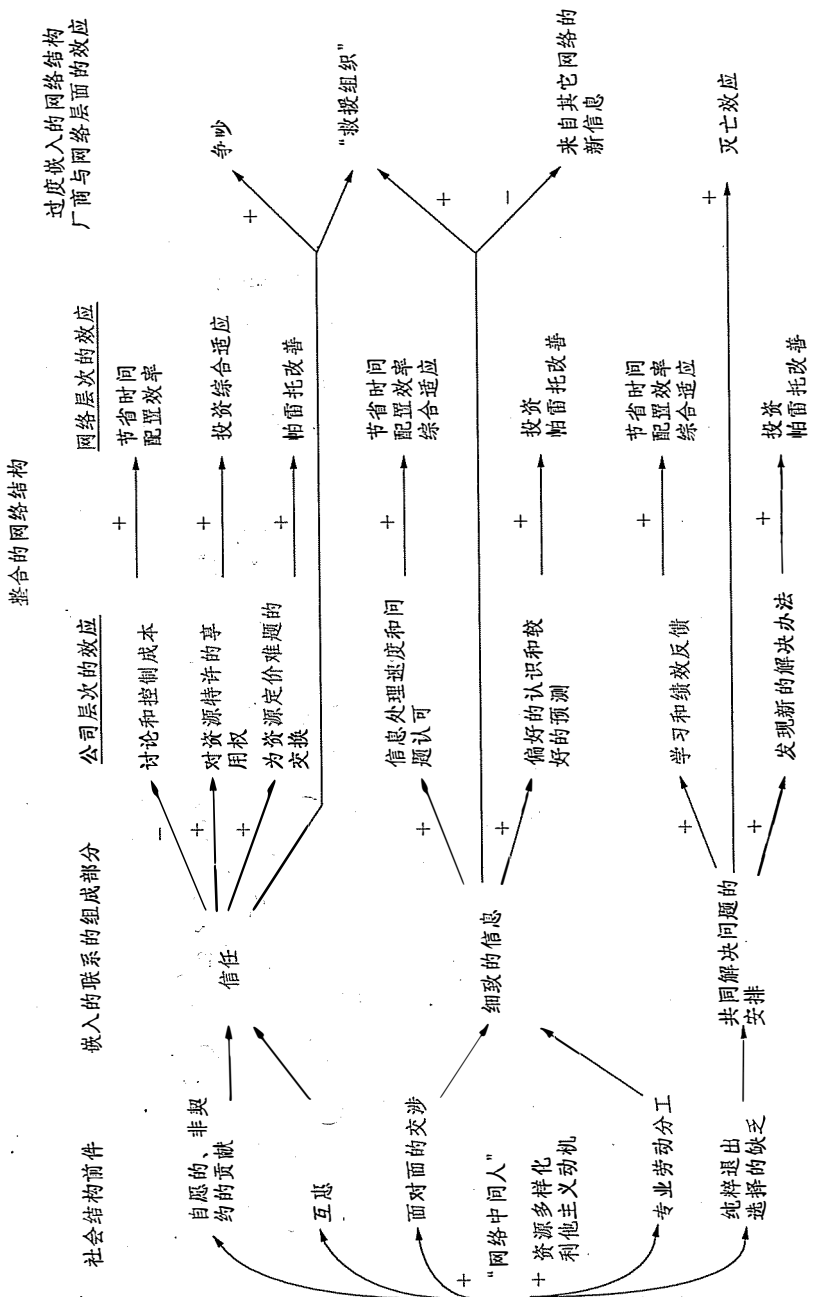 整合的网络结构
过度嵌入的网络结构
厂商与网络层面的效应
社会结构前件
嵌入的联系的组成部分
公司层次的效应
网络层次的效应
自愿的、非契
约的贡献
互惠
面对面的交涉
+
“网络中间人”
+
资源多样化
利他主义动机
专业劳动分工
纯粹退出
选择的缺乏
信任
细致的信息
共同解决问题的
安排
−
讨论和控制成本
+
节省时间
配置效率
+
对资源特许的享
用权
+
投资综合适应
+
为资源定价难题的
交换
+
帕雷托改善
+
争吵
“救援组织”
+
信息处理速度和问
题认可
+
节省时间
配置效率
综合适应
+
−
来自其它网络的
新信息
+
偏好的认识和较
好的预测
+
投资
帕雷托改善
+
学习和绩效反馈
+
节省时间
配置效率
综合适应
+
灭亡效应
+
发现新的解决办法
+
投资
帕雷托改善